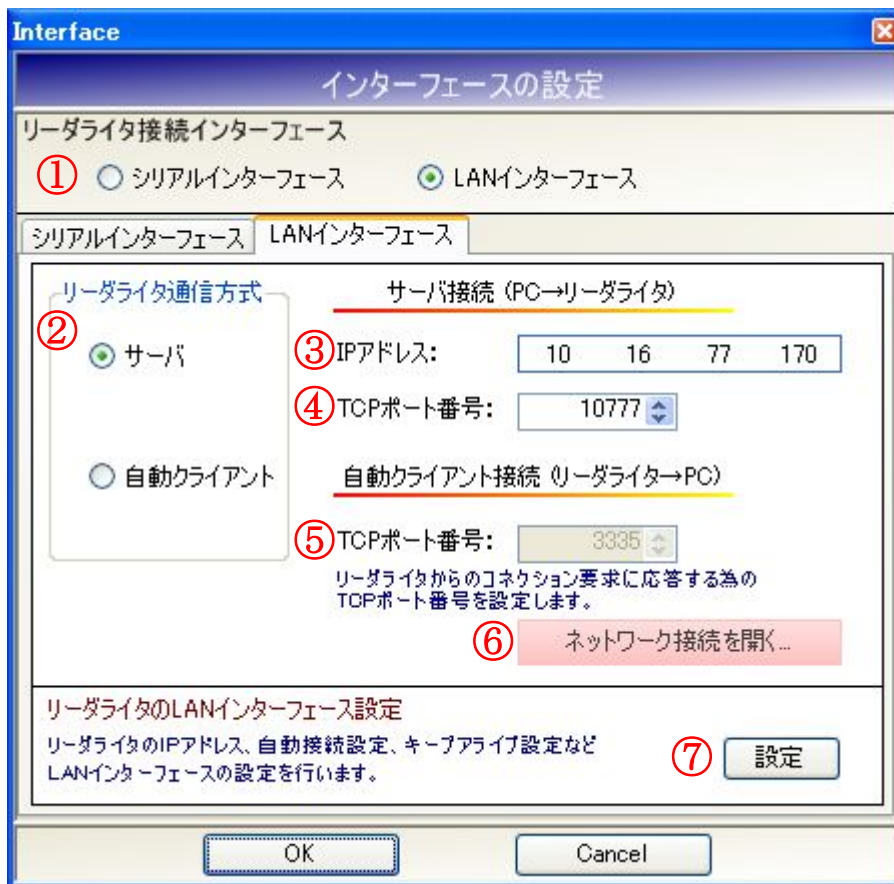 Interface
インターフェースの設定
リーダライタ接続インターフェース
① シリアルインターフェース LANインターフェース
シリアルインターフェース LANインターフェース
リーダライタ通信方式
② サーバ
自動クライアント
サーバ接続 (PC→リーダライタ)
③ IPアドレス: 10 16 77 170
④ TCPポート番号: 10777
自動クライアント接続 (リーダライタ→PC)
⑤ TCPポート番号: 3335
リーダライタからのコネクション要求に応答する為の
TCPポート番号を設定します。
⑥ ネットワーク接続を開く...
リーダライタのLANインターフェース設定
リーダライタのIPアドレス、自動接続設定、キープアライブ設定など
LANインターフェースの設定を行います。
⑦ 設定
OK Cancel